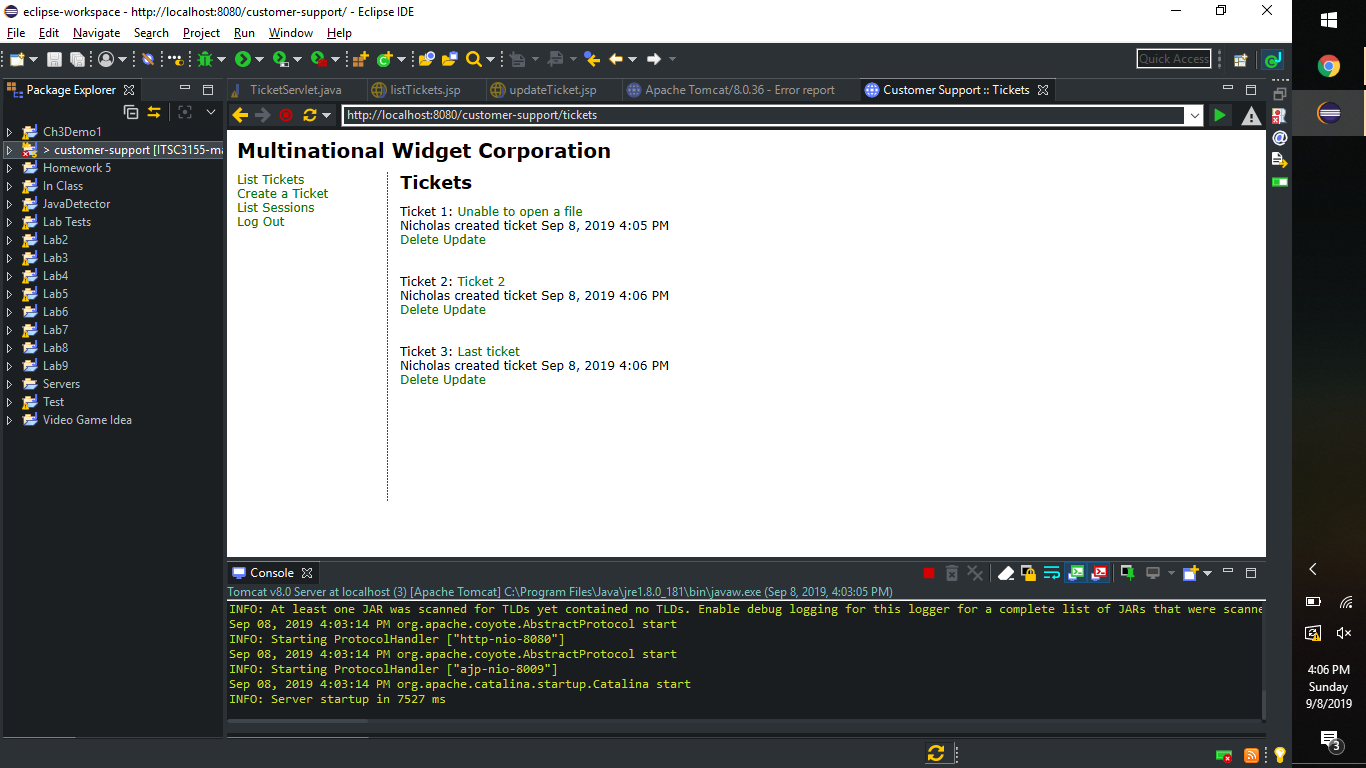 eclipse-workspace - http://localhost:8080/customer-support/ - Eclipse IDE
File Edit Navigate Search Project Run Window Help
Quick Access
Package Explorer
TicketServlet.java
listTickets.jsp
updateTicket.jsp
Apache Tomcat/8.0.36 - Error report
Customer Support :: Tickets
http://localhost:8080/customer-support/tickets
Ch3Demo1
> customer-support [ITSC3155-ma
Homework 5
In Class
JavaDetector
Lab Tests
Lab2
Lab3
Lab4
Lab5
Lab6
Lab7
Lab8
Lab9
Servers
Test
Video Game Idea
Multinational Widget Corporation
List Tickets
Create a Ticket
List Sessions
Log Out
Tickets
Ticket 1: Unable to open a file
Nicholas created ticket Sep 8, 2019 4:05 PM
Delete Update
Ticket 2: Ticket 2
Nicholas created ticket Sep 8, 2019 4:06 PM
Delete Update
Ticket 3: Last ticket
Nicholas created ticket Sep 8, 2019 4:06 PM
Delete Update
Console
Tomcat v8.0 Server at localhost (3) [Apache Tomcat] C:\Program Files\Java\jre1.8.0_181\bin\javaw.exe (Sep 8, 2019, 4:03:05 PM)
INFO: At least one JAR was scanned for TLDs yet contained no TLDs. Enable debug logging for this logger for a complete list of JARs that were scanne
Sep 08, 2019 4:03:14 PM org.apache.coyote.AbstractProtocol start
INFO: Starting ProtocolHandler ["http-nio-8080"]
Sep 08, 2019 4:03:14 PM org.apache.coyote.AbstractProtocol start
INFO: Starting ProtocolHandler ["ajp-nio-8009"]
Sep 08, 2019 4:03:14 PM org.apache.catalina.startup.Catalina start
INFO: Server startup in 7527 ms
4:06 PM
Sunday
9/8/2019
3